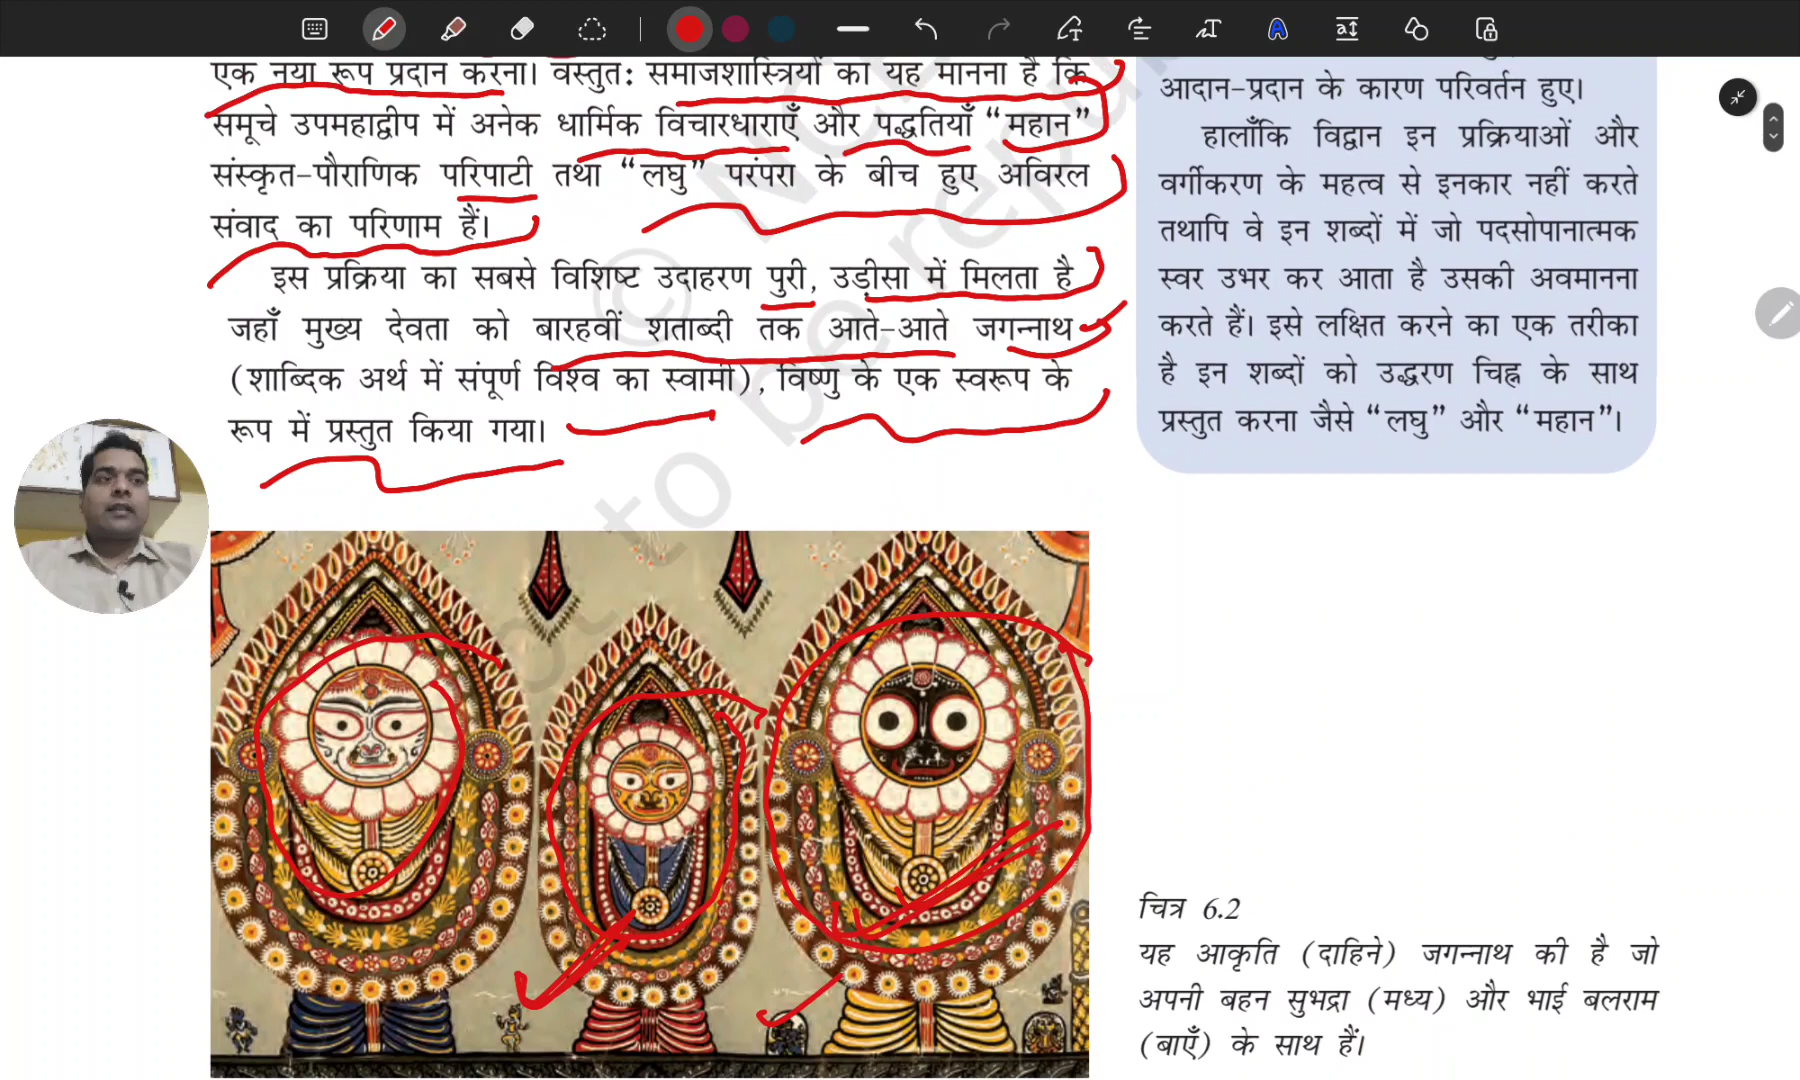 एक नया रूप प्रदान करना। वस्तुत: समाजशास्त्रियों का यह मानना है कि
समूचे उपमहाद्वीप में अनेक धार्मिक विचारधाराएँ और पद्धतियाँ “महान”
संस्कृत-पौराणिक परिपाटी तथा “लघु” परंपरा के बीच हुए अविरल
संवाद का परिणाम हैं।
इस प्रक्रिया का सबसे विशिष्ट उदाहरण पुरी, उड़ीसा में मिलता है
जहाँ मुख्य देवता को बारहवीं शताब्दी तक आते-आते जगन्नाथ
(शाब्दिक अर्थ में संपूर्ण विश्व का स्वामी), विष्णु के एक स्वरूप के
रूप में प्रस्तुत किया गया।
आदान-प्रदान के कारण परिवर्तन हुए।
हालाँकि विद्वान इन प्रक्रियाओं और
वर्गीकरण के महत्व से इनकार नहीं करते
तथापि वे इन शब्दों में जो पदसोपानात्मक
स्वर उभर कर आता है उसकी अवमानना
करते हैं। इसे लक्षित करने का एक तरीका
है इन शब्दों को उद्धरण चिह्न के साथ
प्रस्तुत करना जैसे “लघु” और “महान”।
चित्र 6.2
यह आकृति (दाहिने) जगन्नाथ की है जो
अपनी बहन सुभद्रा (मध्य) और भाई बलराम
(बाएँ) के साथ हैं।